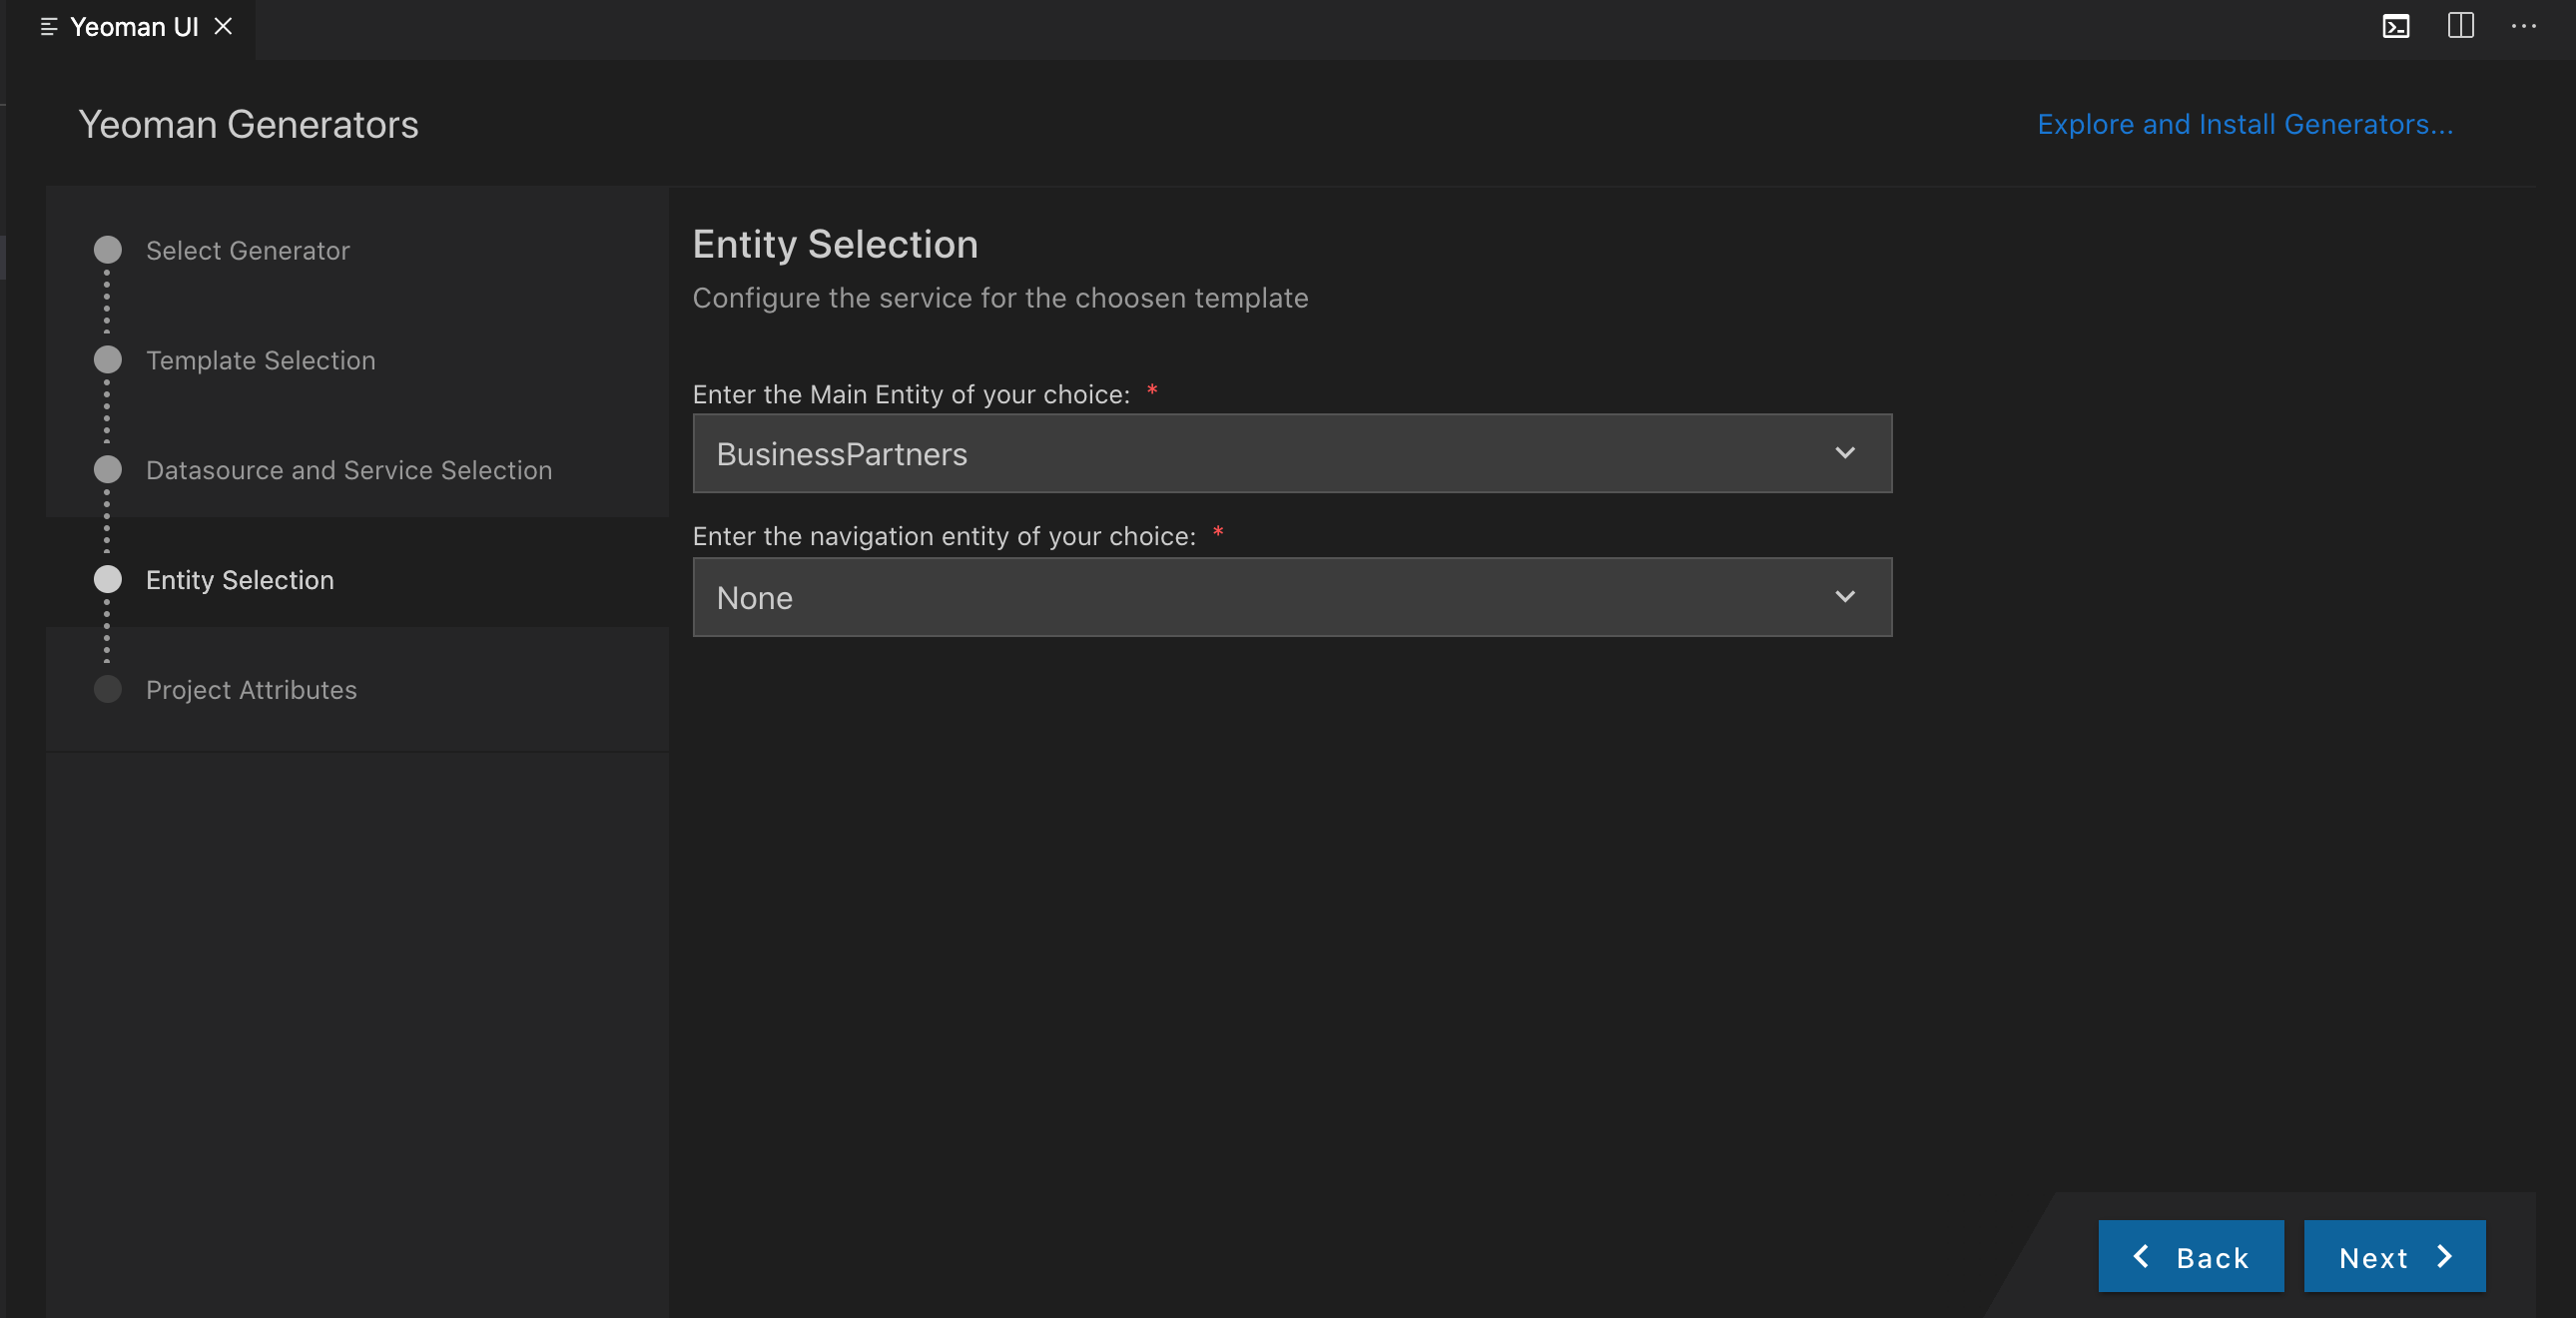 Yeoman UI
Yeoman Generators
Explore and Install Generators...
Select Generator
Template Selection
Datasource and Service Selection
Entity Selection
Project Attributes
Entity Selection
Configure the service for the choosen template
Enter the Main Entity of your choice: *
BusinessPartners
Enter the navigation entity of your choice: *
None
Back
Next